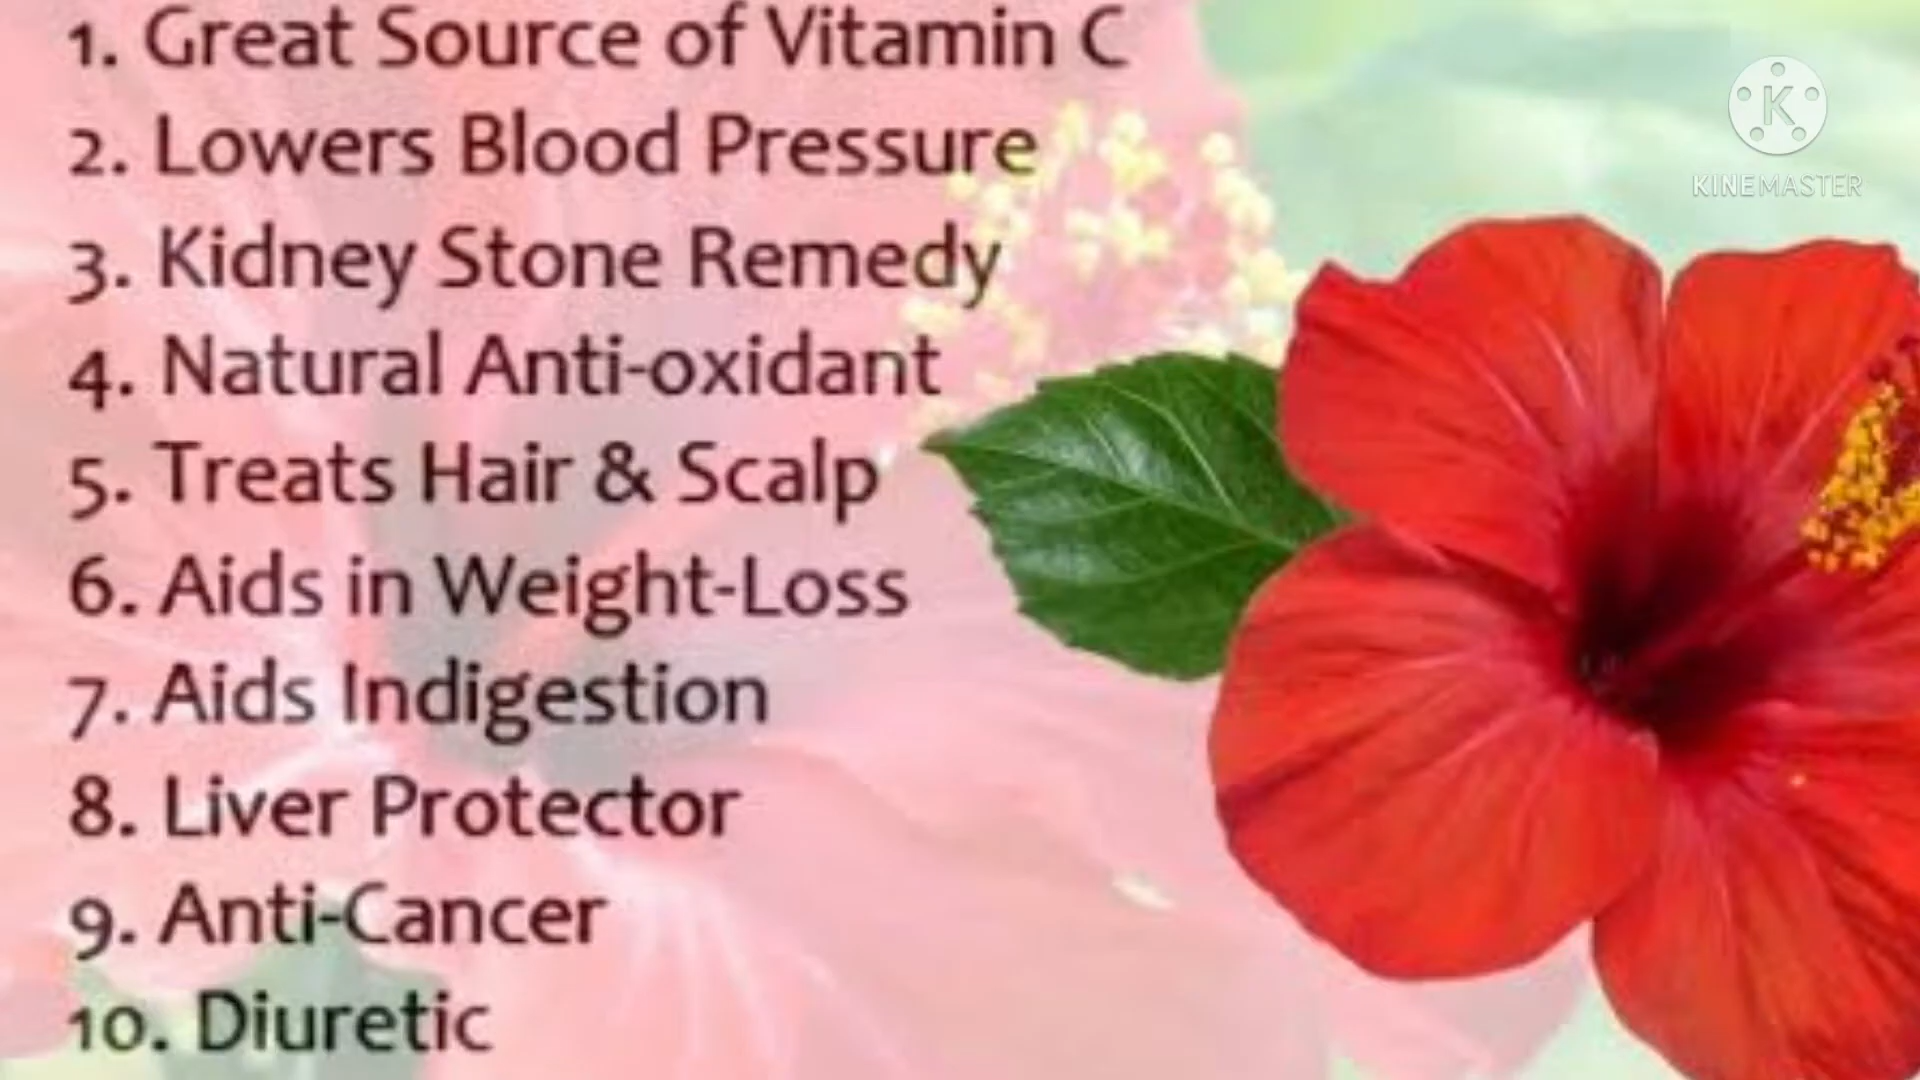 1. Great Source of Vitamin C
2. Lowers Blood Pressure
3. Kidney Stone Remedy
4. Natural Anti-oxidant
5. Treats Hair & Scalp
6. Aids in Weight-Loss
7. Aids Indigestion
8. Liver Protector
9. Anti-Cancer
10. Diuretic
K
KINEMASTER